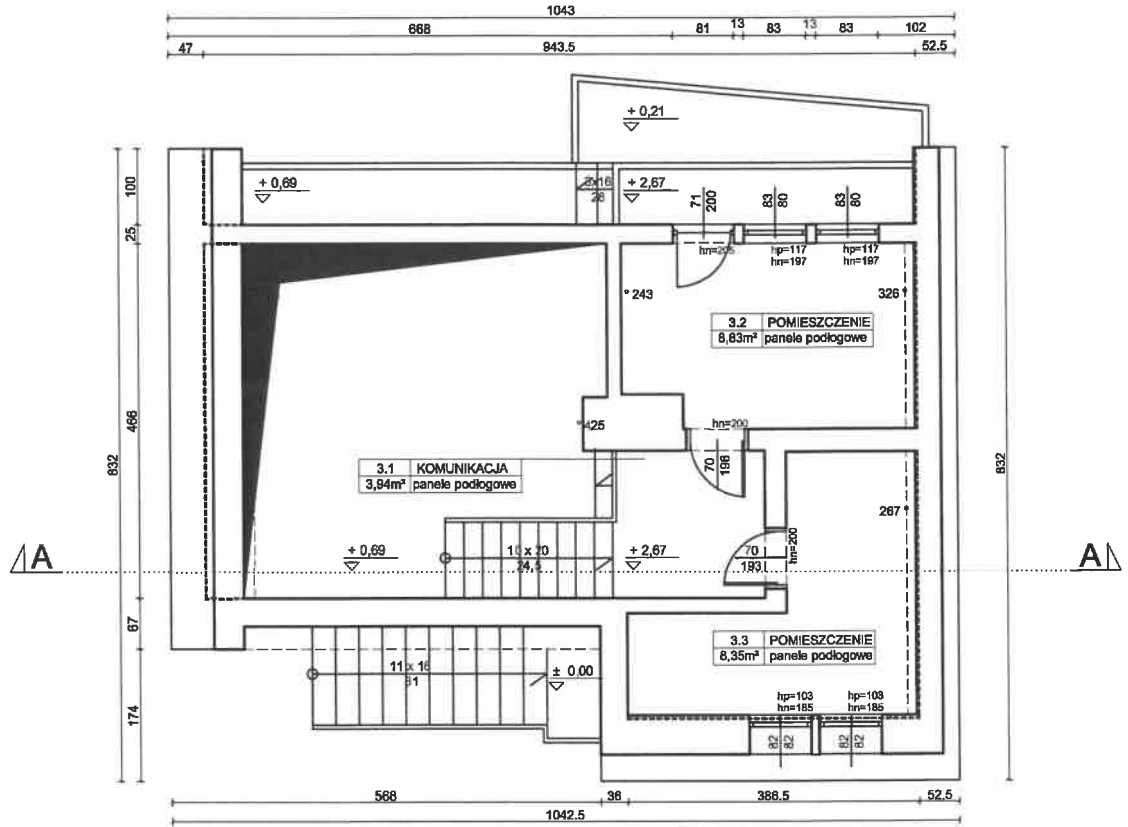 1043
668 81 13 83 13 83 102
47 943.5 52.5
+ 0,21
+ 0,69
+ 2,67
28
71
200
83
80
83
80
100
25
hn=205
hp=117
hn=197
hp=117
hn=197
243
326
3.2 POMIESZCZENIE
8,83m² panele podłogowe
466
425
hn=200
70
196
832
832
3.1 KOMUNIKACJA
3,94m² panele podłogowe
267
hn=200
A
+ 0,69
10 x 20
24,5
+ 2,67
70
193
A
67
3.3 POMIESZCZENIE
8,35m² panele podłogowe
11 x 16
31
± 0,00
174
hp=103
hn=185
hp=103
hn=185
82
82
82
82
568 36 386.5 52.5
1042.5